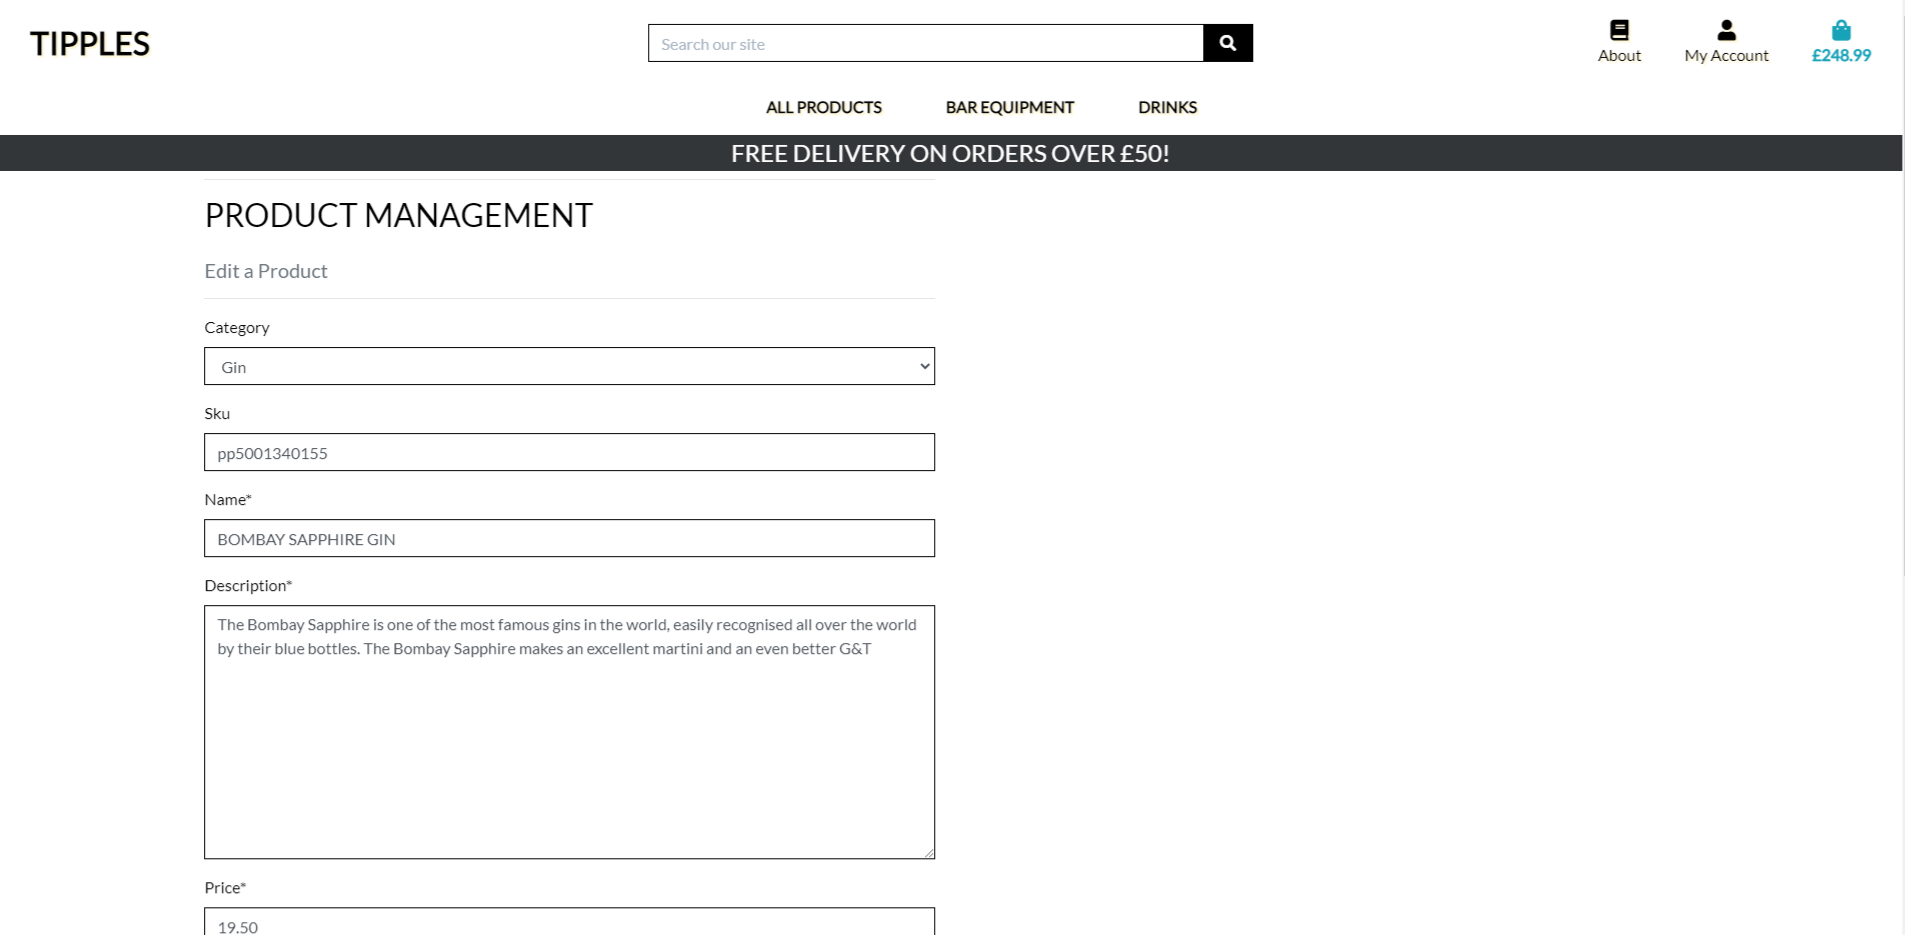 TIPPLES
Search our site
About
My Account
£248.99
ALL PRODUCTS
BAR EQUIPMENT
DRINKS
FREE DELIVERY ON ORDERS OVER £50!
PRODUCT MANAGEMENT
Edit a Product
Category
Gin
Sku
pp5001340155
Name*
BOMBAY SAPPHIRE GIN
Description*
The Bombay Sapphire is one of the most famous gins in the world, easily recognised all over the world
by their blue bottles. The Bombay Sapphire makes an excellent martini and an even better G&T
Price*
19.50